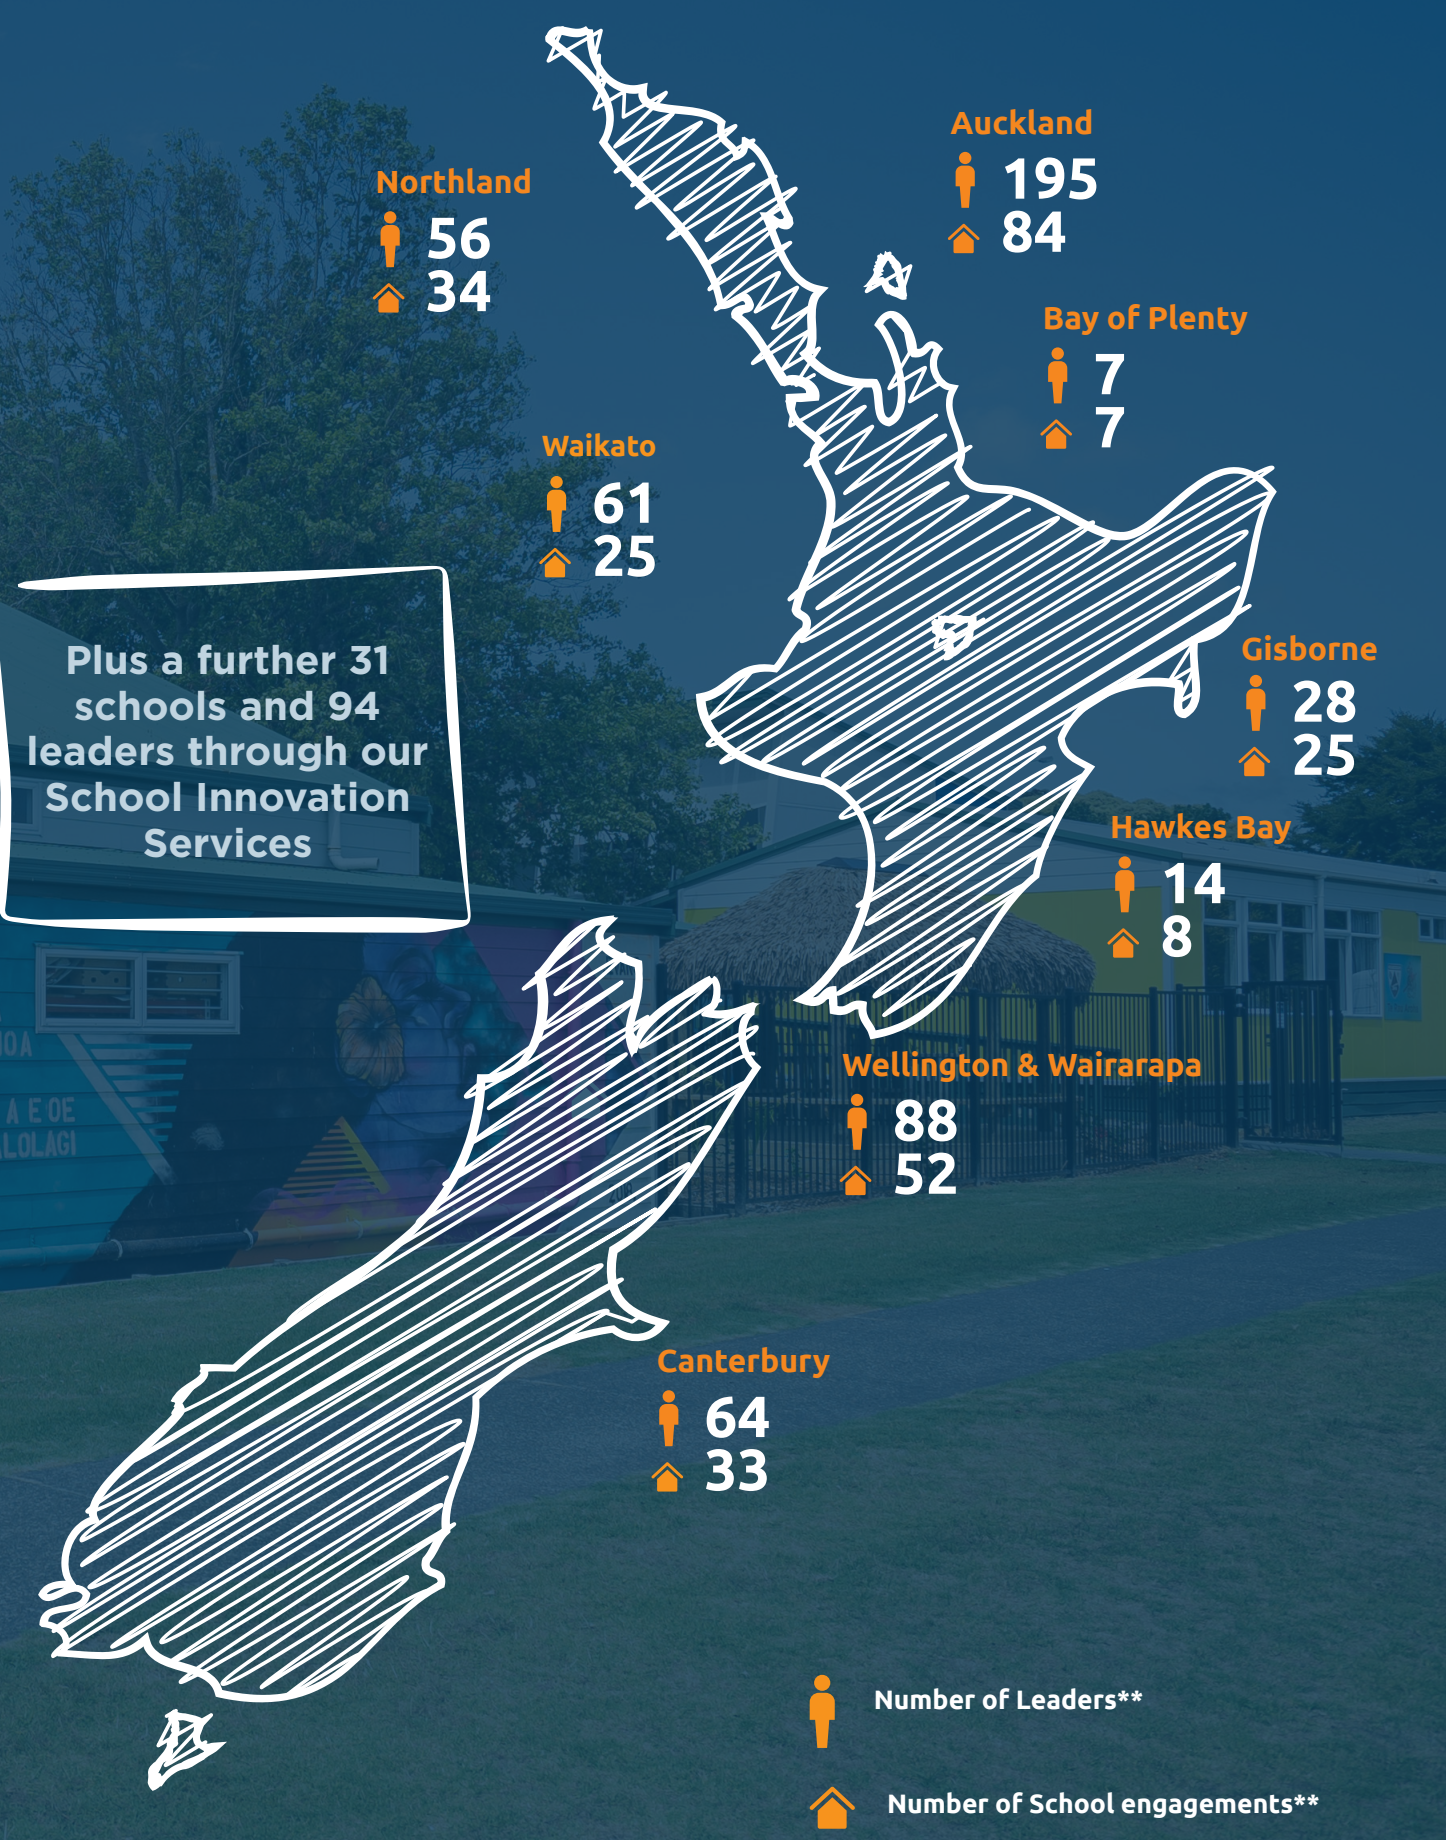 Northland
56
34
Auckland
195
84
Bay of Plenty
7
7
Waikato
61
25
Plus a further 31
schools and 94
leaders through our
School Innovation
Services
Gisborne
28
25
Hawkes Bay
14
8
A E OE
LOLAGI
Wellington & Wairarapa
88
52
Canterbury
64
33
Number of Leaders**
Number of School engagements**